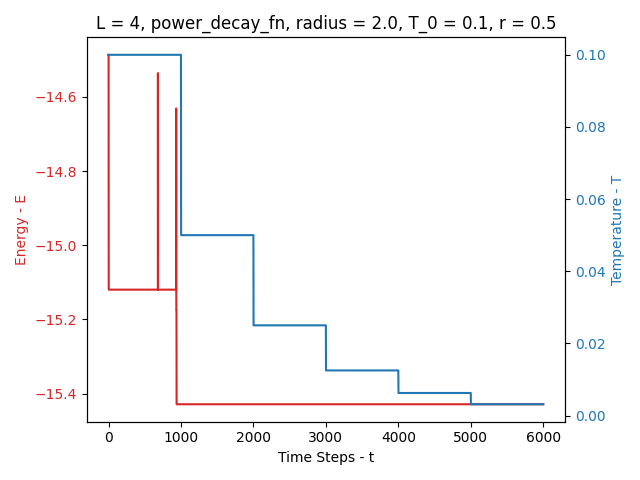 L = 4, power_decay_fn, radius = 2.0, T_0 = 0.1, r = 0.5
Energy - E
−14.6
−14.8
−15.0
−15.2
−15.4
0.10
0.08
0.06
0.04
0.02
0.00
Temperature - T
0 1000 2000 3000 4000 5000 6000
Time Steps - t